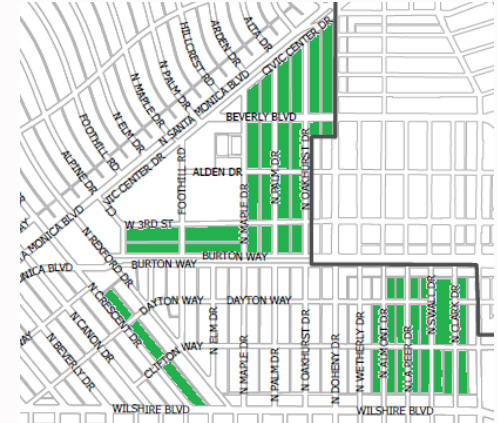 ALTA DR
ARDEN DR
HILLCREST RD
N PALM DR
N MAPLE DR
N ELM DR
FOOTHILL RD
ALPINE DR
CIVIC CENTER DR
N SANTA MONICA BLVD
BEVERLY BLVD
ALDEN DR
FOOTHILL RD
VIC CENTER DR
CI
N MAPLE DR
N PALM DR
N OAKHURST DR
W 3RD ST
A MONICA BLVD
N REXFORD DR
BURTON WAY
BURTON WAY
NICA BLVD
N CRESCENT DR
DAYTON WAY
DAYTON WAY
N CANON DR
N BEVERLY DR
CLIFTON WAY
N ELM DR
N MAPLE DR
N PALM DR
N OAKHURST DR
N DOHENY DR
N WETHERLY DR
N ALMONT DR
N LA PEER DR
N SWALL DR
N CLARK DR
WILSHIRE BLVD
WILSHIRE BLVD